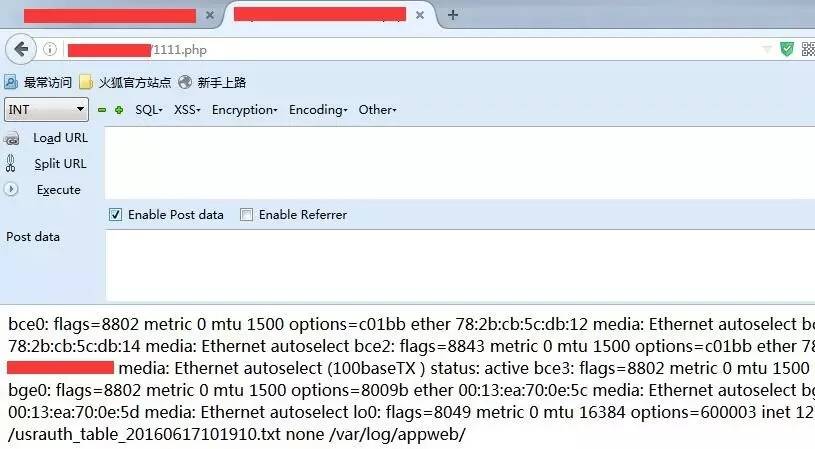 /1111.php
最常访问 火狐官方站点 新手上路
INT SQL XSS Encryption Encoding Other
Load URL
Split URL
Execute
Enable Post data Enable Referrer
Post data
bce0: flags=8802 metric 0 mtu 1500 options=c01bb ether 78:2b:cb:5c:db:12 media: Ethernet autoselect bc
78:2b:cb:5c:db:14 media: Ethernet autoselect bce2: flags=8843 metric 0 mtu 1500 options=c01bb ether 78
media: Ethernet autoselect (100baseTX ) status: active bce3: flags=8802 metric 0 mtu 1500
bge0: flags=8802 metric 0 mtu 1500 options=8009b ether 00:13:ea:70:0e:5c media: Ethernet autoselect bg
00:13:ea:70:0e:5d media: Ethernet autoselect lo0: flags=8049 metric 0 mtu 16384 options=600003 inet 12
/usrauth_table_20160617101910.txt none /var/log/appweb/